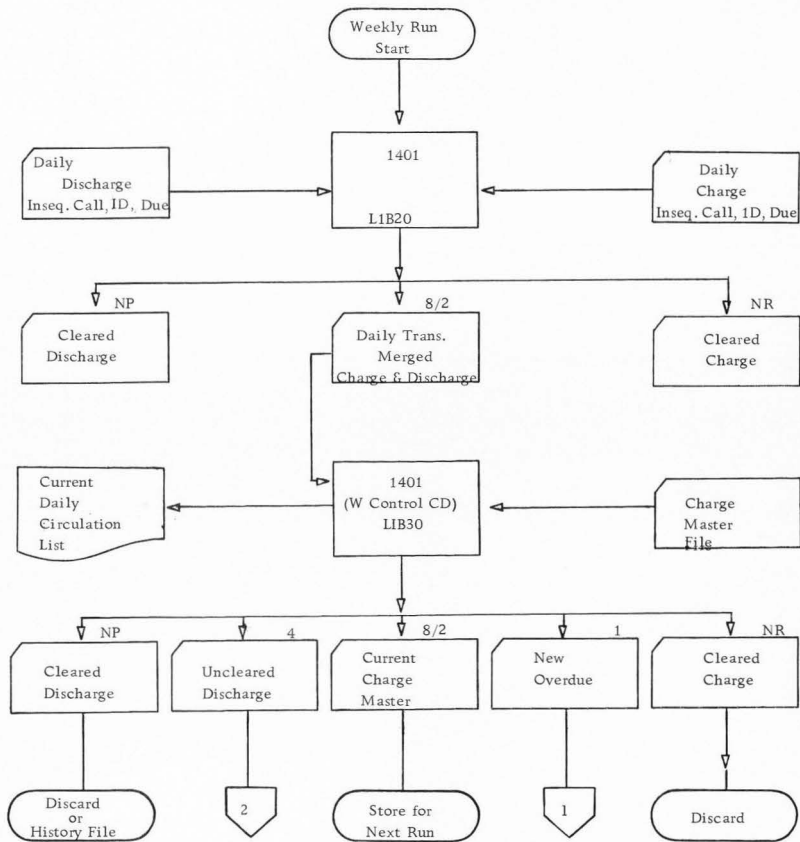 Weekly Run
Start
1401
L1B20
Daily
Discharge
Inseq. Call, ID, Due
Daily
Charge
Inseq. Call, 1D, Due
NP
8/2
NR
Cleared
Discharge
Daily Trans.
Merged
Charge & Discharge
Cleared
Charge
Current
Daily
Circulation
List
1401
(W Control CD)
LIB30
Charge
Master
File
NP
4
8/2
1
NR
Cleared
Discharge
Uncleared
Discharge
Current
Charge
Master
New
Overdue
Cleared
Charge
Discard
or
History File
2
Store for
Next Run
1
Discard